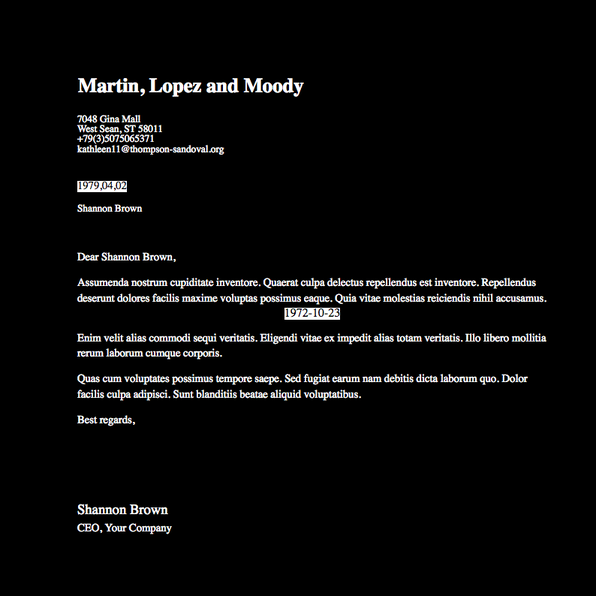 Martin, Lopez and Moody
7048 Gina Mall
West Sean, ST 58011
+79(3)5075065371
kathleen11@thompson-sandoval.org
1979,04,02
Shannon Brown
Dear Shannon Brown,
Assumenda nostrum cupiditate inventore. Quaerat culpa delectus repellendus est inventore. Repellendus
deserunt dolores facilis maxime voluptas possimus eaque. Quia vitae molestias reiciendis nihil accusamus.
1972-10-23
Enim velit alias commodi sequi veritatis. Eligendi vitae ex impedit alias totam veritatis. Illo libero mollitia
rerum laborum cumque corporis.
Quas cum voluptates possimus tempore saepe. Sed fugiat earum nam debitis dicta laborum quo. Dolor
facilis culpa adipisci. Sunt blanditiis beatae aliquid voluptatibus.
Best regards,
Shannon Brown
CEO, Your Company